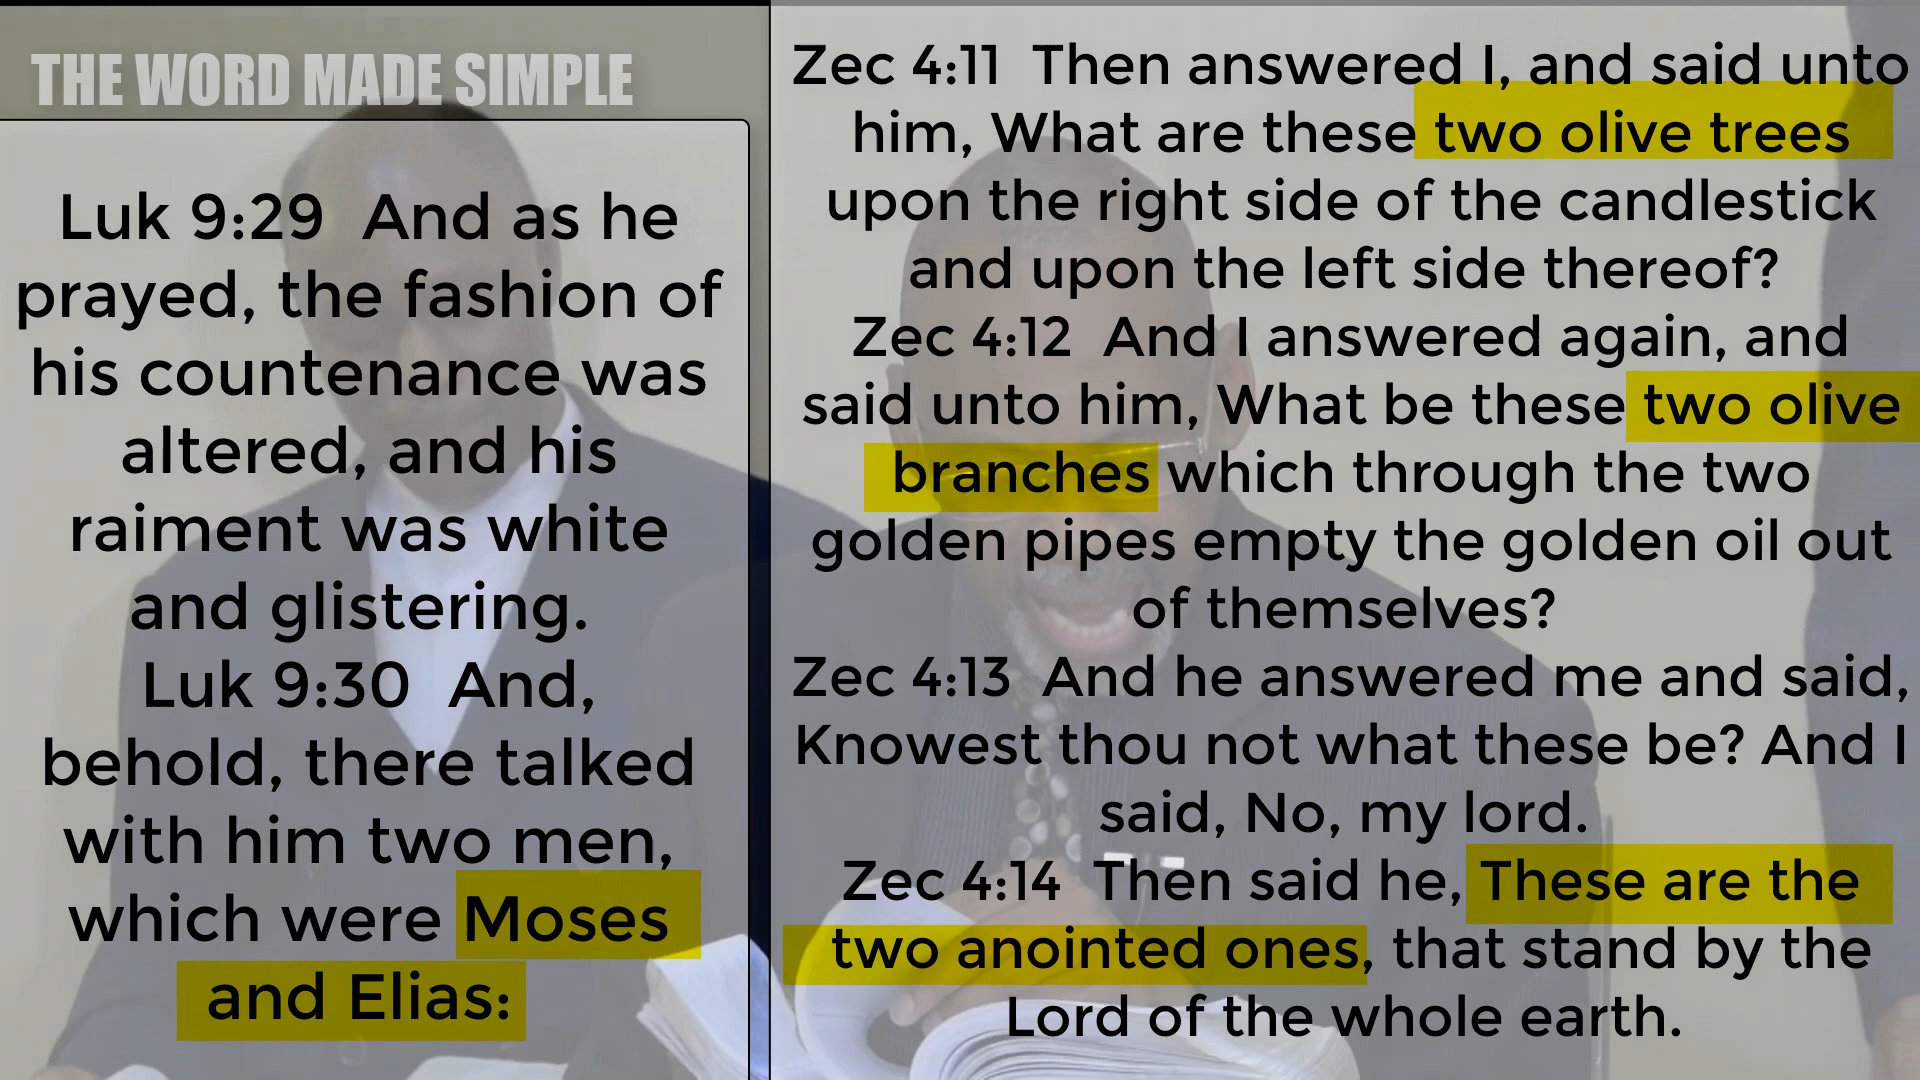 THE WORD MADE SIMPLE
Luk 9:29 And as he
prayed, the fashion of
his countenance was
altered, and his
raiment was white
and glistering.
Luk 9:30 And,
behold, there talked
with him two men,
which were Moses
and Elias:
Zec 4:11 Then answered I, and said unto
him, What are these two olive trees
upon the right side of the candlestick
and upon the left side thereof?
Zec 4:12 And I answered again, and
said unto him, What be these two olive
branches which through the two
golden pipes empty the golden oil out
of themselves?
Zec 4:13 And he answered me and said,
Knowest thou not what these be? And I
said, No, my lord.
Zec 4:14 Then said he, These are the
two anointed ones, that stand by the
Lord of the whole earth.